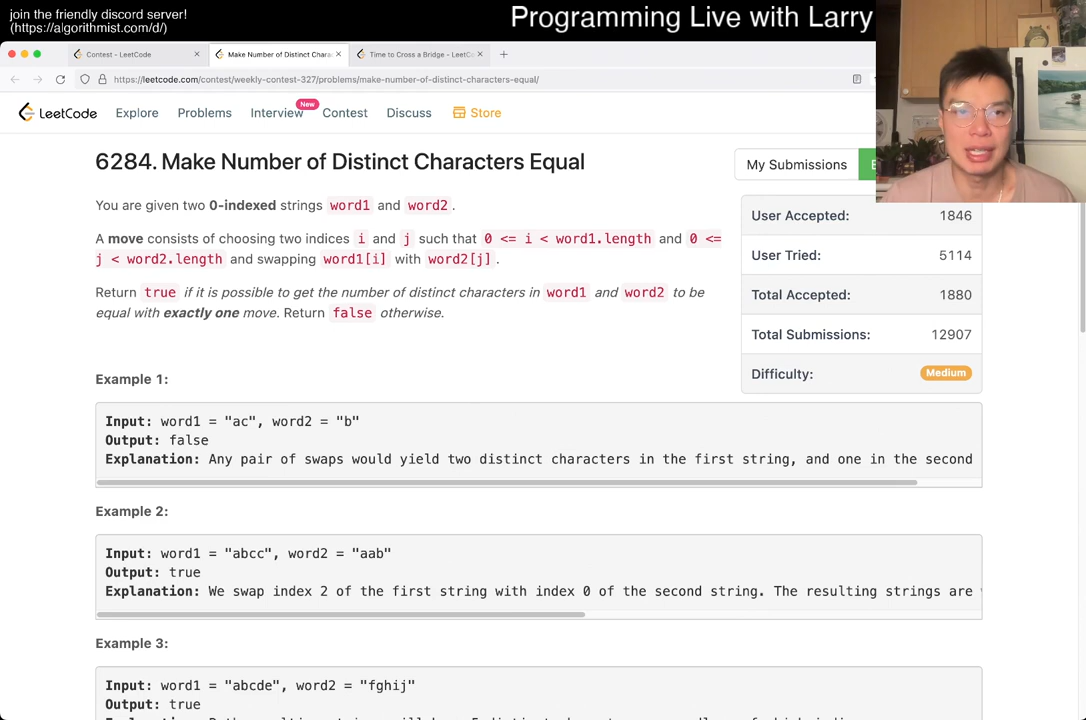 join the friendly discord server!
(https://algorithmist.com/d/)
Programming Live with Larry
Contest - LeetCode
Make Number of Distinct Charac
Time to Cross a Bridge - LeetCo
https://leetcode.com/contest/weekly-contest-327/problems/make-number-of-distinct-characters-equal/
LeetCode Explore Problems Interview New Contest Discuss Store
6284. Make Number of Distinct Characters Equal
My Submissions
You are given two 0-indexed strings word1 and word2.
A move consists of choosing two indices i and j such that 0 <= i < word1.length and 0 <=
j < word2.length and swapping word1[i] with word2[j].
Return true if it is possible to get the number of distinct characters in word1 and word2 to be
equal with exactly one move. Return false otherwise.
User Accepted: 1846
User Tried: 5114
Total Accepted: 1880
Total Submissions: 12907
Difficulty: Medium
Example 1:
Input: word1 = "ac", word2 = "b"
Output: false
Explanation: Any pair of swaps would yield two distinct characters in the first string, and one in the second
Example 2:
Input: word1 = "abcc", word2 = "aab"
Output: true
Explanation: We swap index 2 of the first string with index 0 of the second string. The resulting strings are
Example 3:
Input: word1 = "abcde", word2 = "fghij"
Output: true